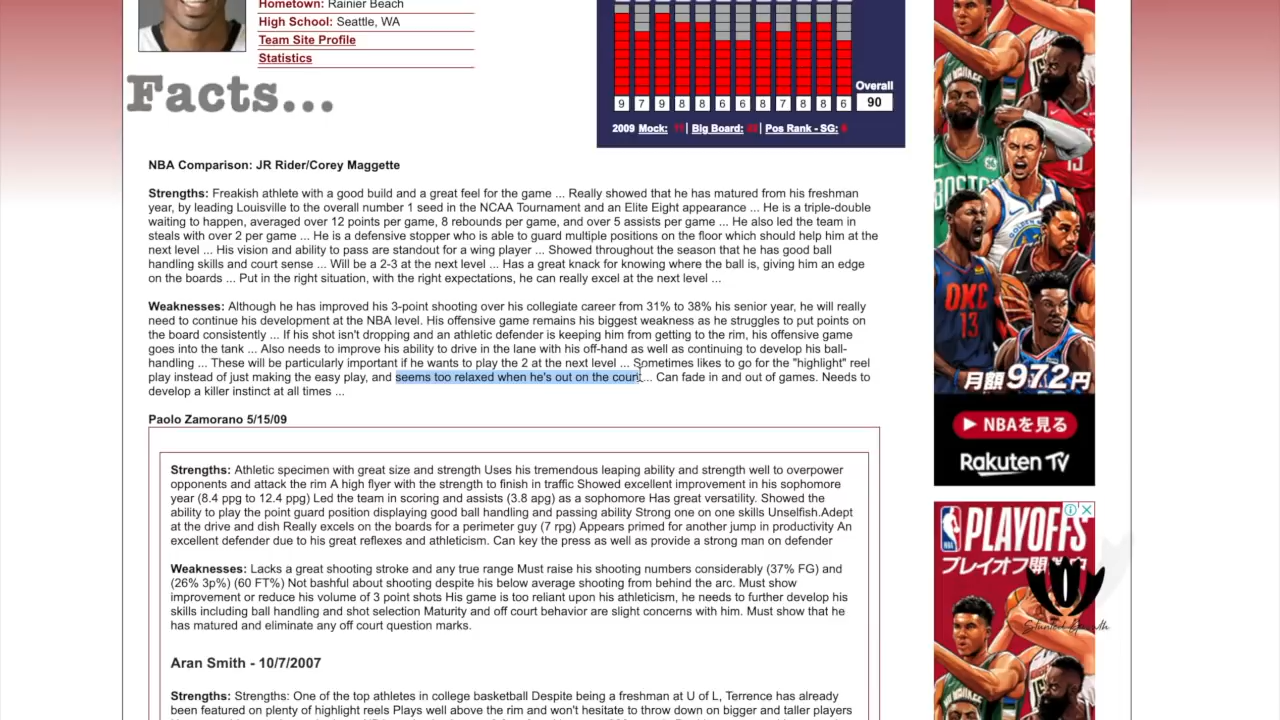 Hometown: Rainier Beach
High School: Seattle, WA
Team Site Profile
Statistics
Facts...
Overall
9 7 9 8 8 6 6 8 7 8 8 6 90
2009 Mock: | Big Board: | Pos Rank - SG:
NBA Comparison: JR Rider/Corey Maggette
Strengths: Freakish athlete with a good build and a great feel for the game ... Really showed that he has matured from his freshman
year, by leading Louisville to the overall number 1 seed in the NCAA Tournament and an Elite Eight appearance ... He is a triple-double
waiting to happen, averaged over 12 points per game, 8 rebounds per game, and over 5 assists per game ... He also led the team in
steals with over 2 per game ... He is a defensive stopper who is able to guard multiple positions on the floor which should help him at the
next level ... His vision and ability to pass are standout for a wing player ... Showed throughout the season that he has good ball
handling skills and court sense ... Will be a 2-3 at the next level ... Has a great knack for knowing where the ball is, giving him an edge
on the boards ... Put in the right situation, with the right expectations, he can really excel at the next level ...
Weaknesses: Although he has improved his 3-point shooting over his collegiate career from 31% to 38% his senior year, he will really
need to continue his development at the NBA level. His offensive game remains his biggest weakness as he struggles to put points on
the board consistently ... If his shot isn't dropping and an athletic defender is keeping him from getting to the rim, his offensive game
goes into the tank ... Also needs to improve his ability to drive in the lane with his off-hand as well as continuing to develop his ball-
handling ... These will be particularly important if he wants to play the 2 at the next level ... Sometimes likes to go for the "highlight" reel
play instead of just making the easy play, and seems too relaxed when he's out on the court ... Can fade in and out of games. Needs to
develop a killer instinct at all times ...
Paolo Zamorano 5/15/09
Strengths: Athletic specimen with great size and strength Uses his tremendous leaping ability and strength well to overpower
opponents and attack the rim A high flyer with the strength to finish in traffic Showed excellent improvement in his sophomore
year (8.4 ppg to 12.4 ppg) Led the team in scoring and assists (3.8 apg) as a sophomore Has great versatility. Showed the
ability to play the point guard position displaying good ball handling and passing ability Strong one on one skills Unselfish.Adept
at the drive and dish Really excels on the boards for a perimeter guy (7 rpg) Appears primed for another jump in productivity An
excellent defender due to his great reflexes and athleticism. Can key the press as well as provide a strong man on defender
Weaknesses: Lacks a great shooting stroke and any true range Must raise his shooting numbers considerably (37% FG) and
(26% 3p%) (60 FT%) Not bashful about shooting despite his below average shooting from behind the arc. Must show
improvement or reduce his volume of 3 point shots His game is too reliant upon his athleticism, he needs to further develop his
skills including ball handling and shot selection Maturity and off court behavior are slight concerns with him. Must show that he
has matured and eliminate any off court question marks.
Aran Smith - 10/7/2007
Strengths: Strengths: One of the top athletes in college basketball Despite being a freshman at U of L, Terrence has already
been featured on plenty of highlight reels Plays well above the rim and won't hesitate to throw down on bigger and taller players
BOSTON
OKC
13
月額972円
NBAを見る
Rakuten TV
NBA
PLAYOFFS
プレイオフ開幕
Stunted Growth